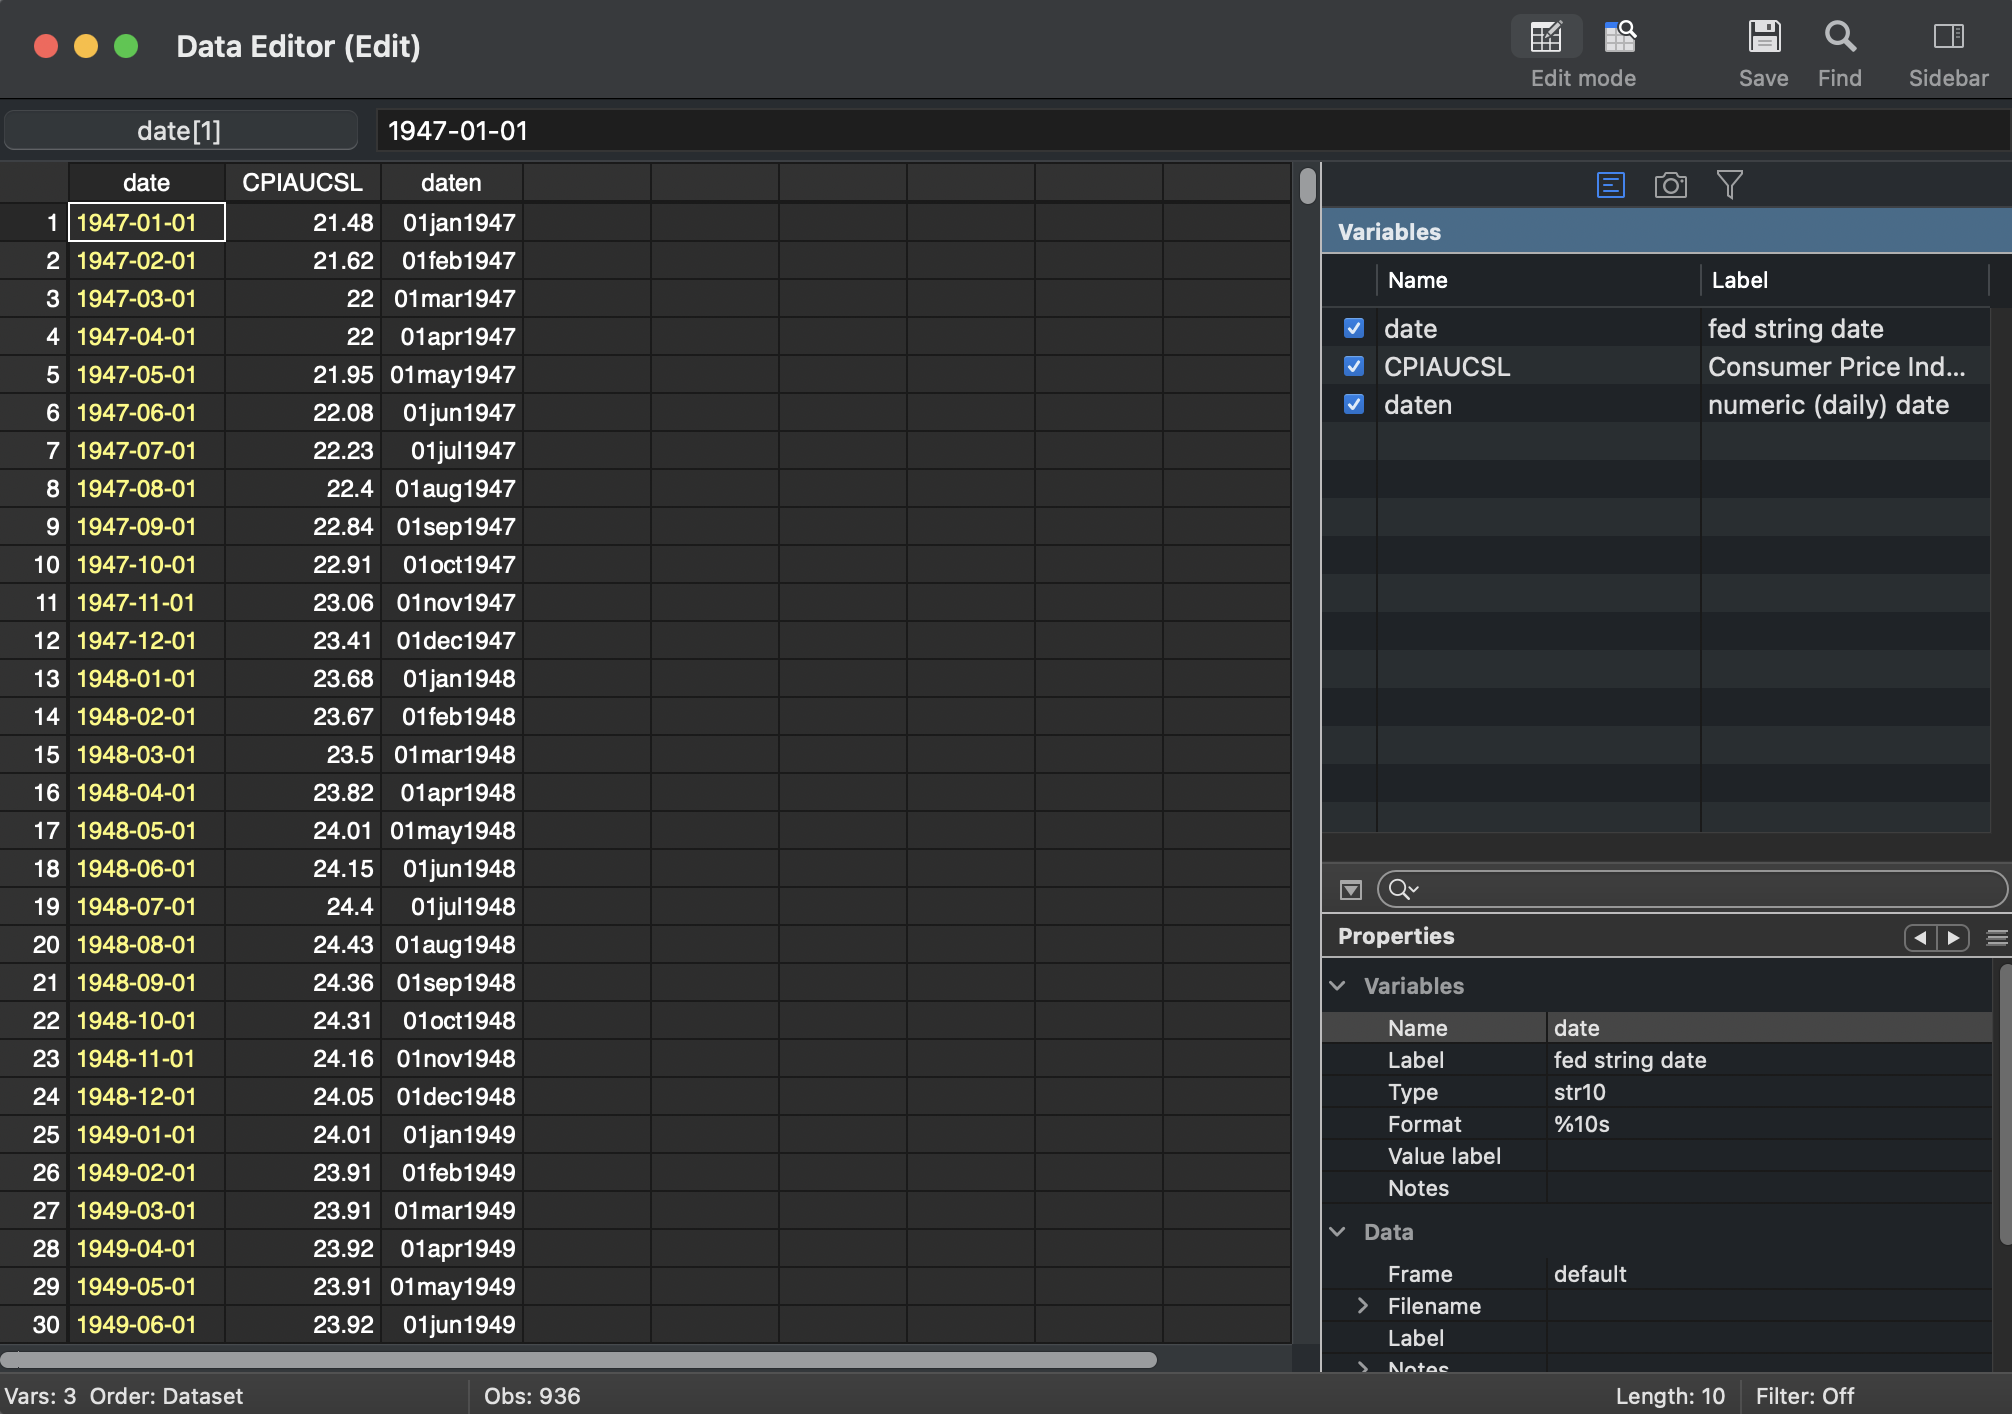 Data Editor (Edit)
Edit mode
Save
Find
Sidebar
date[1]
1947-01-01
date CPIAUCSL daten
1 1947-01-01 21.48 01jan1947
2 1947-02-01 21.62 01feb1947
3 1947-03-01 22 01mar1947
4 1947-04-01 22 01apr1947
5 1947-05-01 21.95 01may1947
6 1947-06-01 22.08 01jun1947
7 1947-07-01 22.23 01jul1947
8 1947-08-01 22.4 01aug1947
9 1947-09-01 22.84 01sep1947
10 1947-10-01 22.91 01oct1947
11 1947-11-01 23.06 01nov1947
12 1947-12-01 23.41 01dec1947
13 1948-01-01 23.68 01jan1948
14 1948-02-01 23.67 01feb1948
15 1948-03-01 23.5 01mar1948
16 1948-04-01 23.82 01apr1948
17 1948-05-01 24.01 01may1948
18 1948-06-01 24.15 01jun1948
19 1948-07-01 24.4 01jul1948
20 1948-08-01 24.43 01aug1948
21 1948-09-01 24.36 01sep1948
22 1948-10-01 24.31 01oct1948
23 1948-11-01 24.16 01nov1948
24 1948-12-01 24.05 01dec1948
25 1949-01-01 24.01 01jan1949
26 1949-02-01 23.91 01feb1949
27 1949-03-01 23.91 01mar1949
28 1949-04-01 23.92 01apr1949
29 1949-05-01 23.91 01may1949
30 1949-06-01 23.92 01jun1949
Variables
Name Label
date fed string date
CPIAUCSL Consumer Price Ind...
daten numeric (daily) date
Properties
Variables
Name date
Label fed string date
Type str10
Format %10s
Value label
Notes
Data
Frame default
Filename
Label
Notes
Vars: 3 Order: Dataset
Obs: 936
Length: 10
Filter: Off